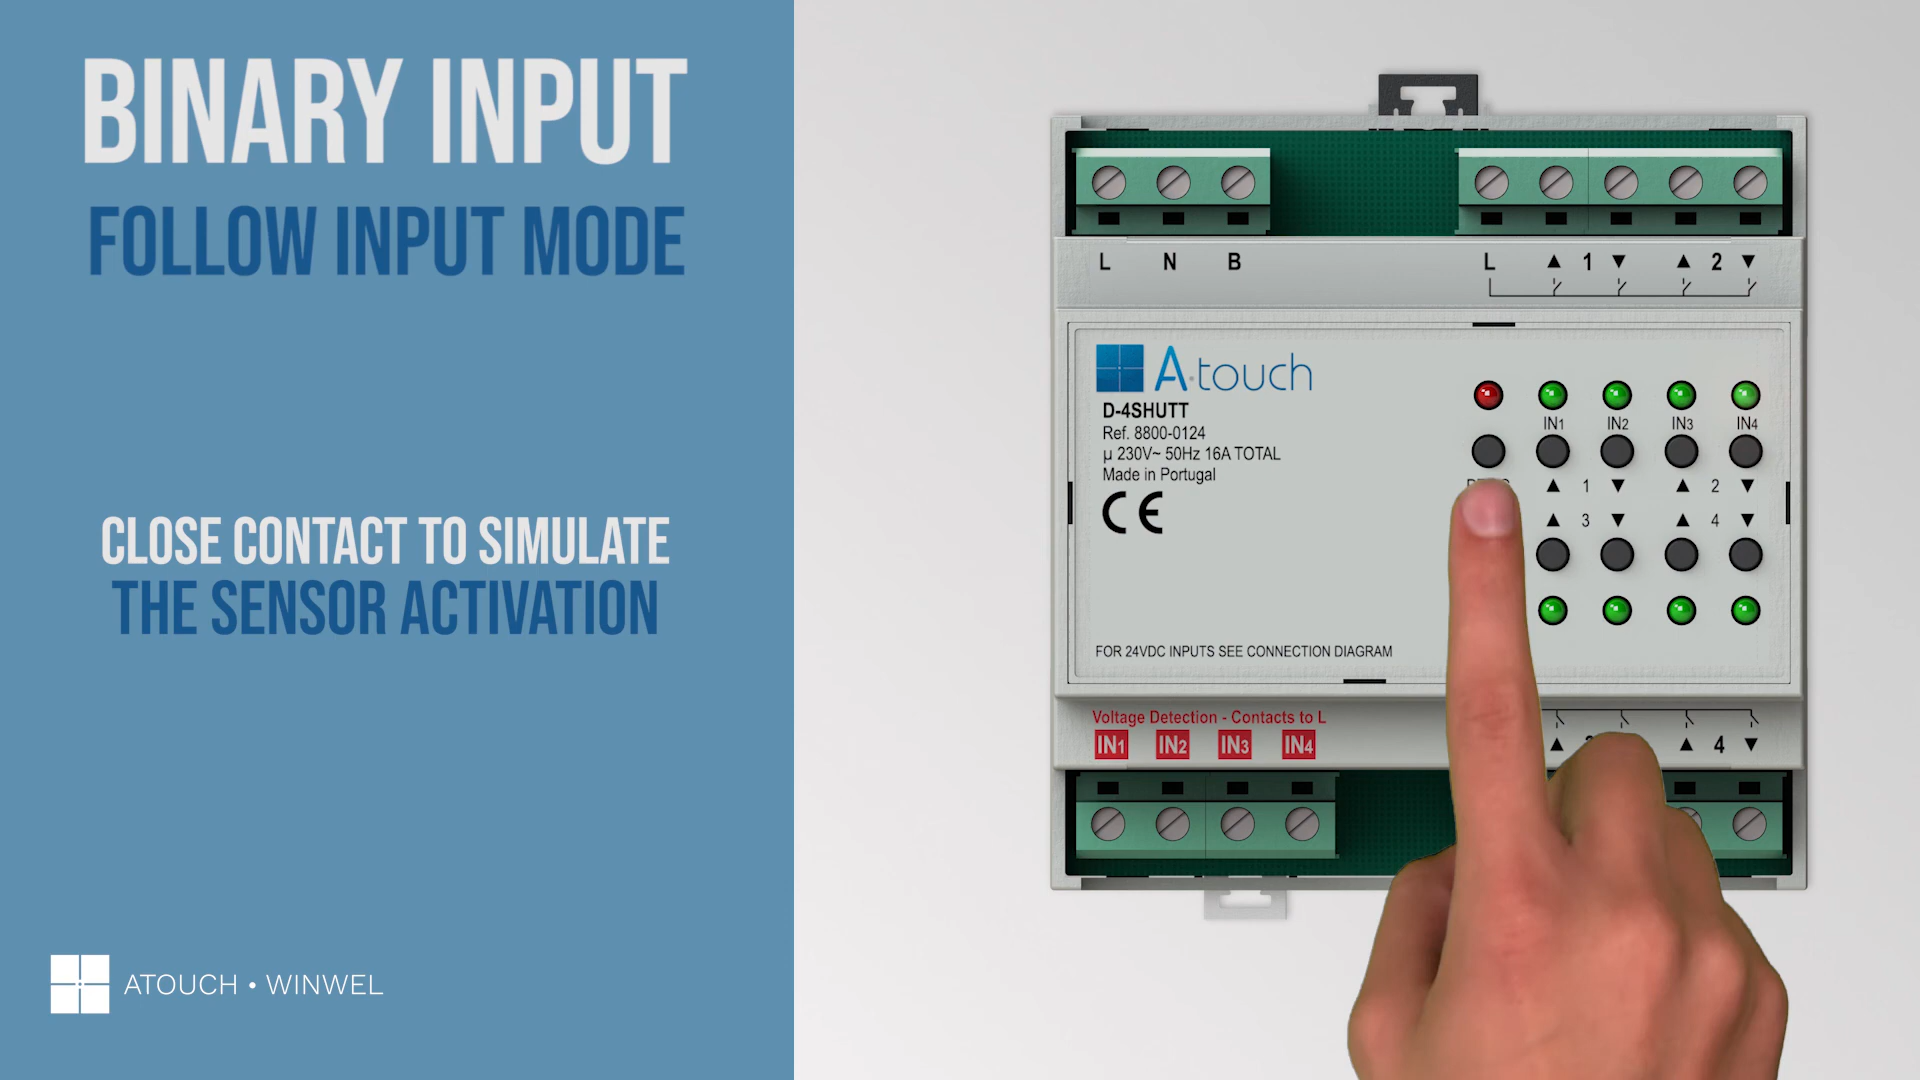 BINARY INPUT
FOLLOW INPUT MODE
CLOSE CONTACT TO SIMULATE
THE SENSOR ACTIVATION
ATOUCH • WINWEL
L N B
L ▲ 1 ▼ ▲ 2 ▼
A·touch
D-4SHUTT
Ref. 8800-0124
µ 230V~ 50Hz 16A TOTAL
Made in Portugal
CE
IN1 IN2 IN3 IN4
▲ 1 ▼ ▲ 2 ▼
▲ 3 ▼ ▲ 4 ▼
FOR 24VDC INPUTS SEE CONNECTION DIAGRAM
Voltage Detection - Contacts to L
IN1 IN2 IN3 IN4
▲ ▲ 4 ▼